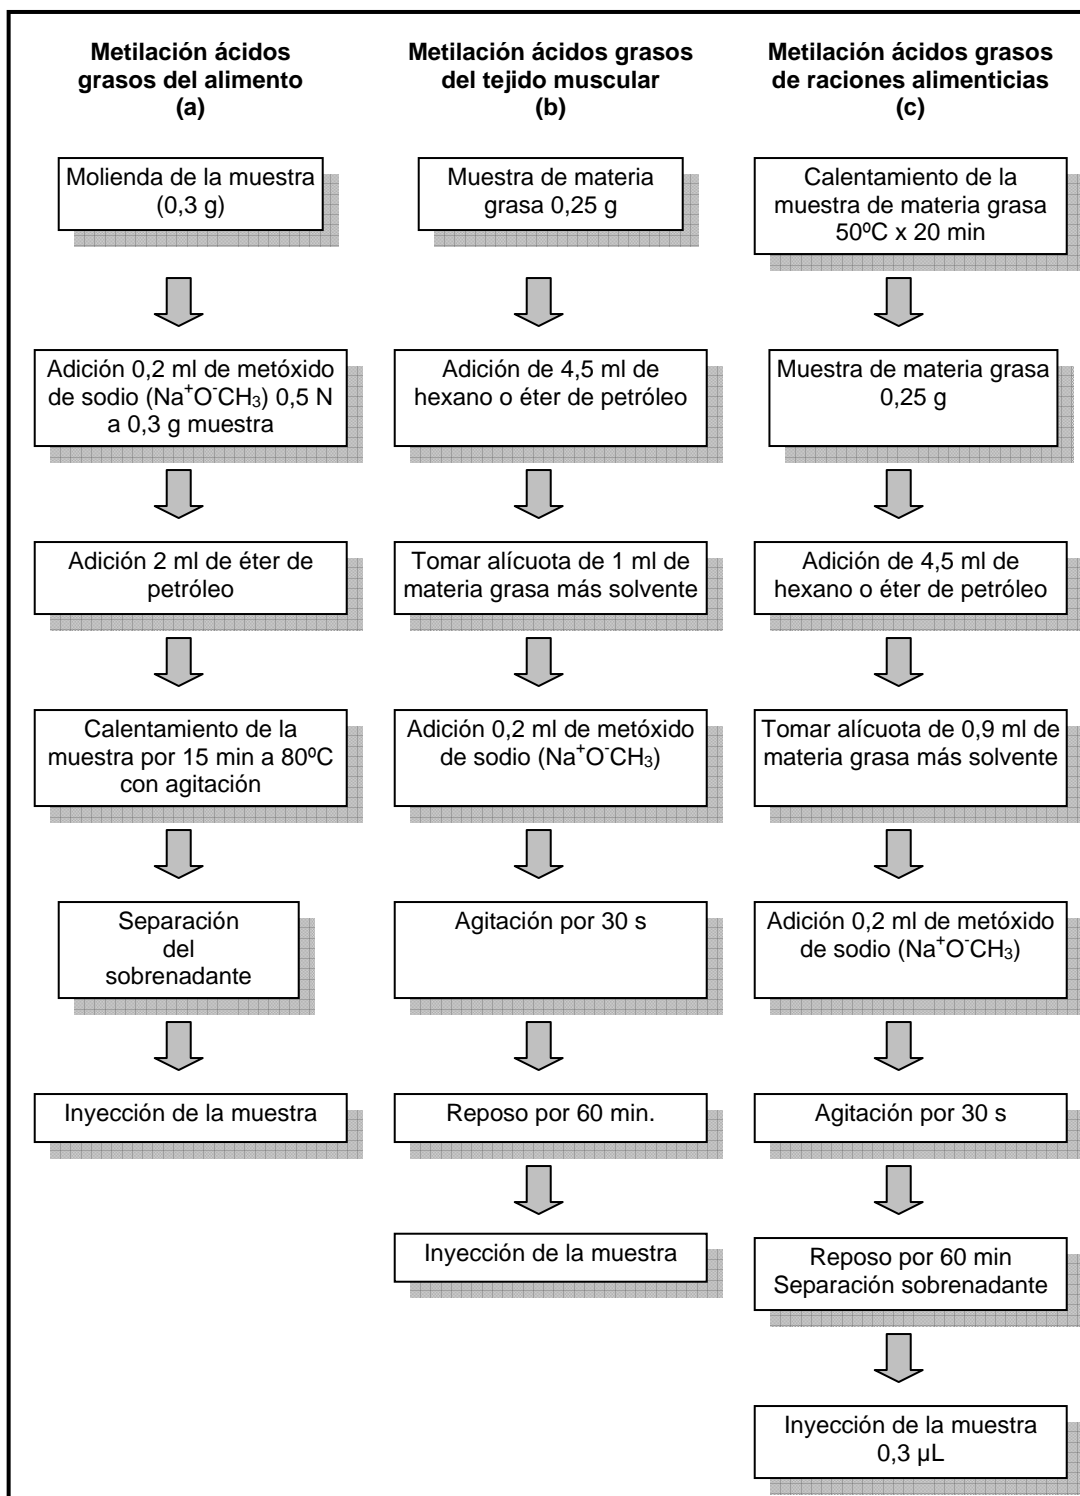 Metilación ácidos
grasos del alimento
(a)
Molienda de la muestra
(0,3 g)
Adición 0,2 ml de metóxido
de sodio (Na⁺O⁻CH₃) 0,5 N
a 0,3 g muestra
Adición 2 ml de éter de
petróleo
Calentamiento de la
muestra por 15 min a 80ºC
con agitación
Separación
del
sobrenadante
Inyección de la muestra
Metilación ácidos grasos
del tejido muscular
(b)
Muestra de materia
grasa 0,25 g
Adición de 4,5 ml de
hexano o éter de petróleo
Tomar alícuota de 1 ml de
materia grasa más solvente
Adición 0,2 ml de metóxido
de sodio (Na⁺O⁻CH₃)
Agitación por 30 s
Reposo por 60 min.
Inyección de la muestra
Metilación ácidos grasos
de raciones alimenticias
(c)
Calentamiento de la
muestra de materia grasa
50ºC x 20 min
Muestra de materia grasa
0,25 g
Adición de 4,5 ml de
hexano o éter de petróleo
Tomar alícuota de 0,9 ml de
materia grasa más solvente
Adición 0,2 ml de metóxido
de sodio (Na⁺O⁻CH₃)
Agitación por 30 s
Reposo por 60 min
Separación sobrenadante
Inyección de la muestra
0,3 µL